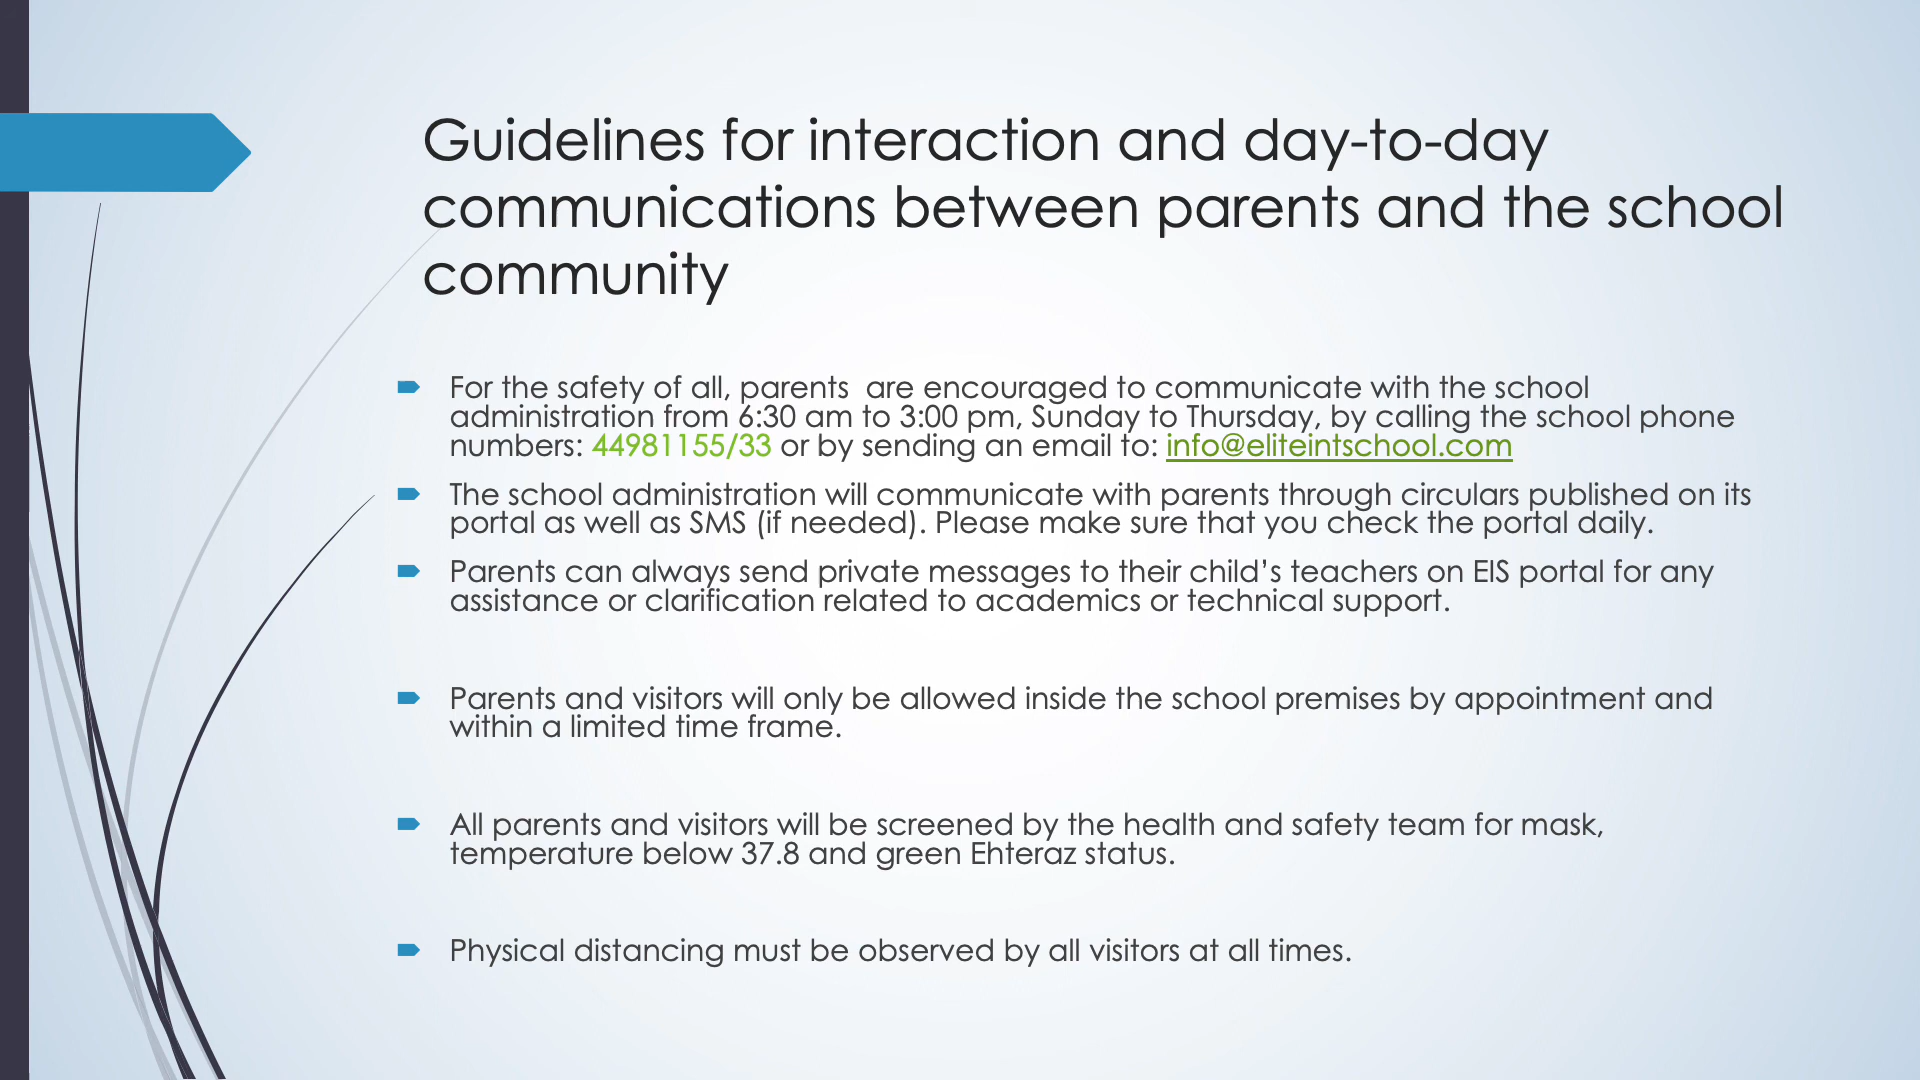 Guidelines for interaction and day-to-day
communications between parents and the school
community
For the safety of all, parents  are encouraged to communicate with the school
administration from 6:30 am to 3:00 pm, Sunday to Thursday, by calling the school phone
numbers: 44981155/33 or by sending an email to: info@eliteintschool.com
The school administration will communicate with parents through circulars published on its
portal as well as SMS (if needed). Please make sure that you check the portal daily.
Parents can always send private messages to their child’s teachers on EIS portal for any
assistance or clarification related to academics or technical support.
Parents and visitors will only be allowed inside the school premises by appointment and
within a limited time frame.
All parents and visitors will be screened by the health and safety team for mask,
temperature below 37.8 and green Ehteraz status.
Physical distancing must be observed by all visitors at all times.